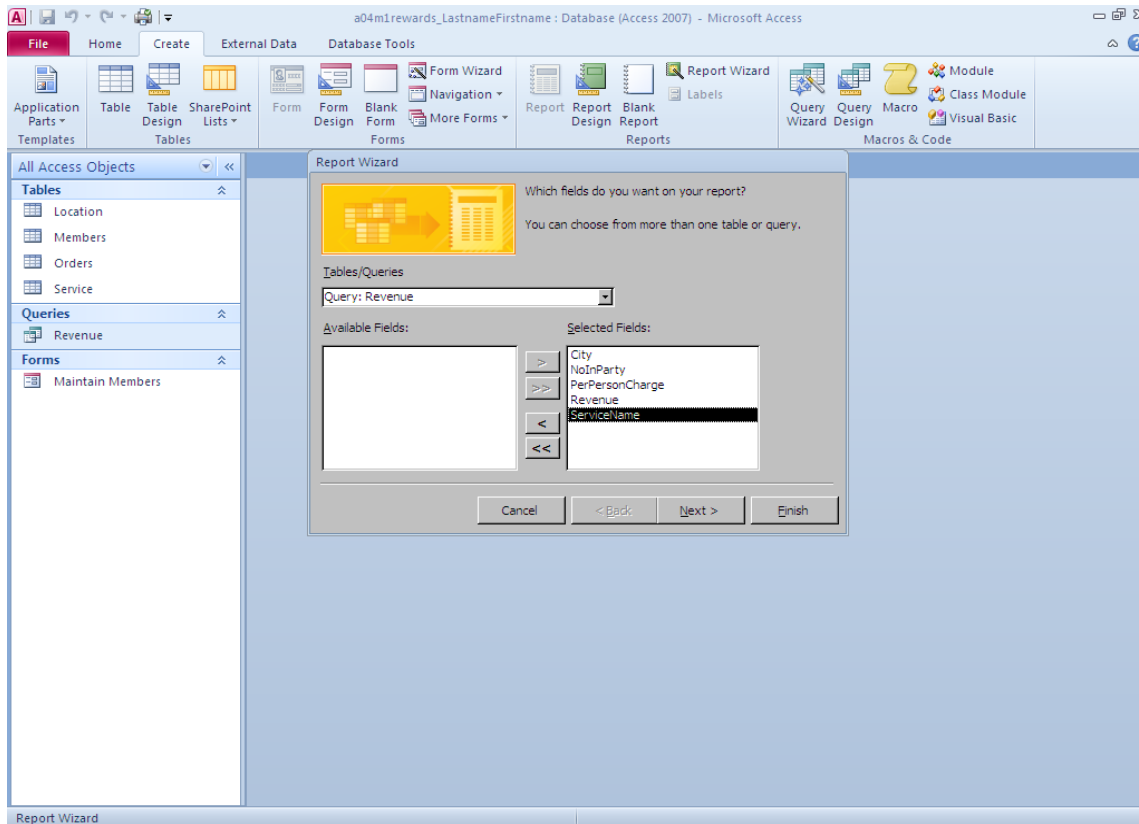 a04m1rewards_LastnameFirstname : Database (Access 2007) - Microsoft Access
File Home Create External Data Database Tools
Application Parts
Table
Table Design
SharePoint Lists
Form
Form Design
Blank Form
Form Wizard
Navigation
More Forms
Report
Report Design
Blank Report
Report Wizard
Labels
Query Wizard
Query Design
Macro
Module
Class Module
Visual Basic
Templates Tables Forms Reports Macros & Code
All Access Objects
Tables
Location
Members
Orders
Service
Queries
Revenue
Forms
Maintain Members
Report Wizard
Which fields do you want on your report?
You can choose from more than one table or query.
Tables/Queries
Query: Revenue
Available Fields: Selected Fields:
City
NoInParty
PerPersonCharge
Revenue
ServiceName
>
>>
<
<<
Cancel < Back Next > Finish
Report Wizard